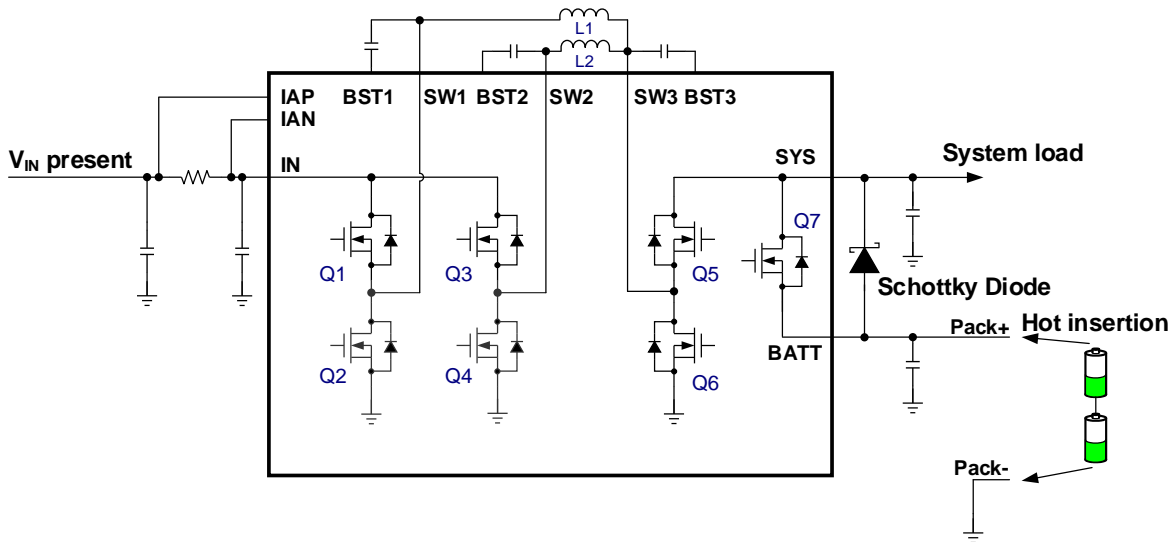 L1
L2
IAP
BST1
SW1
BST2
SW2
SW3
BST3
IAN
VIN present
IN
SYS
System load
Q1
Q3
Q5
Q7
Schottky Diode
Pack+
Hot insertion
BATT
Q2
Q4
Q6
Pack-